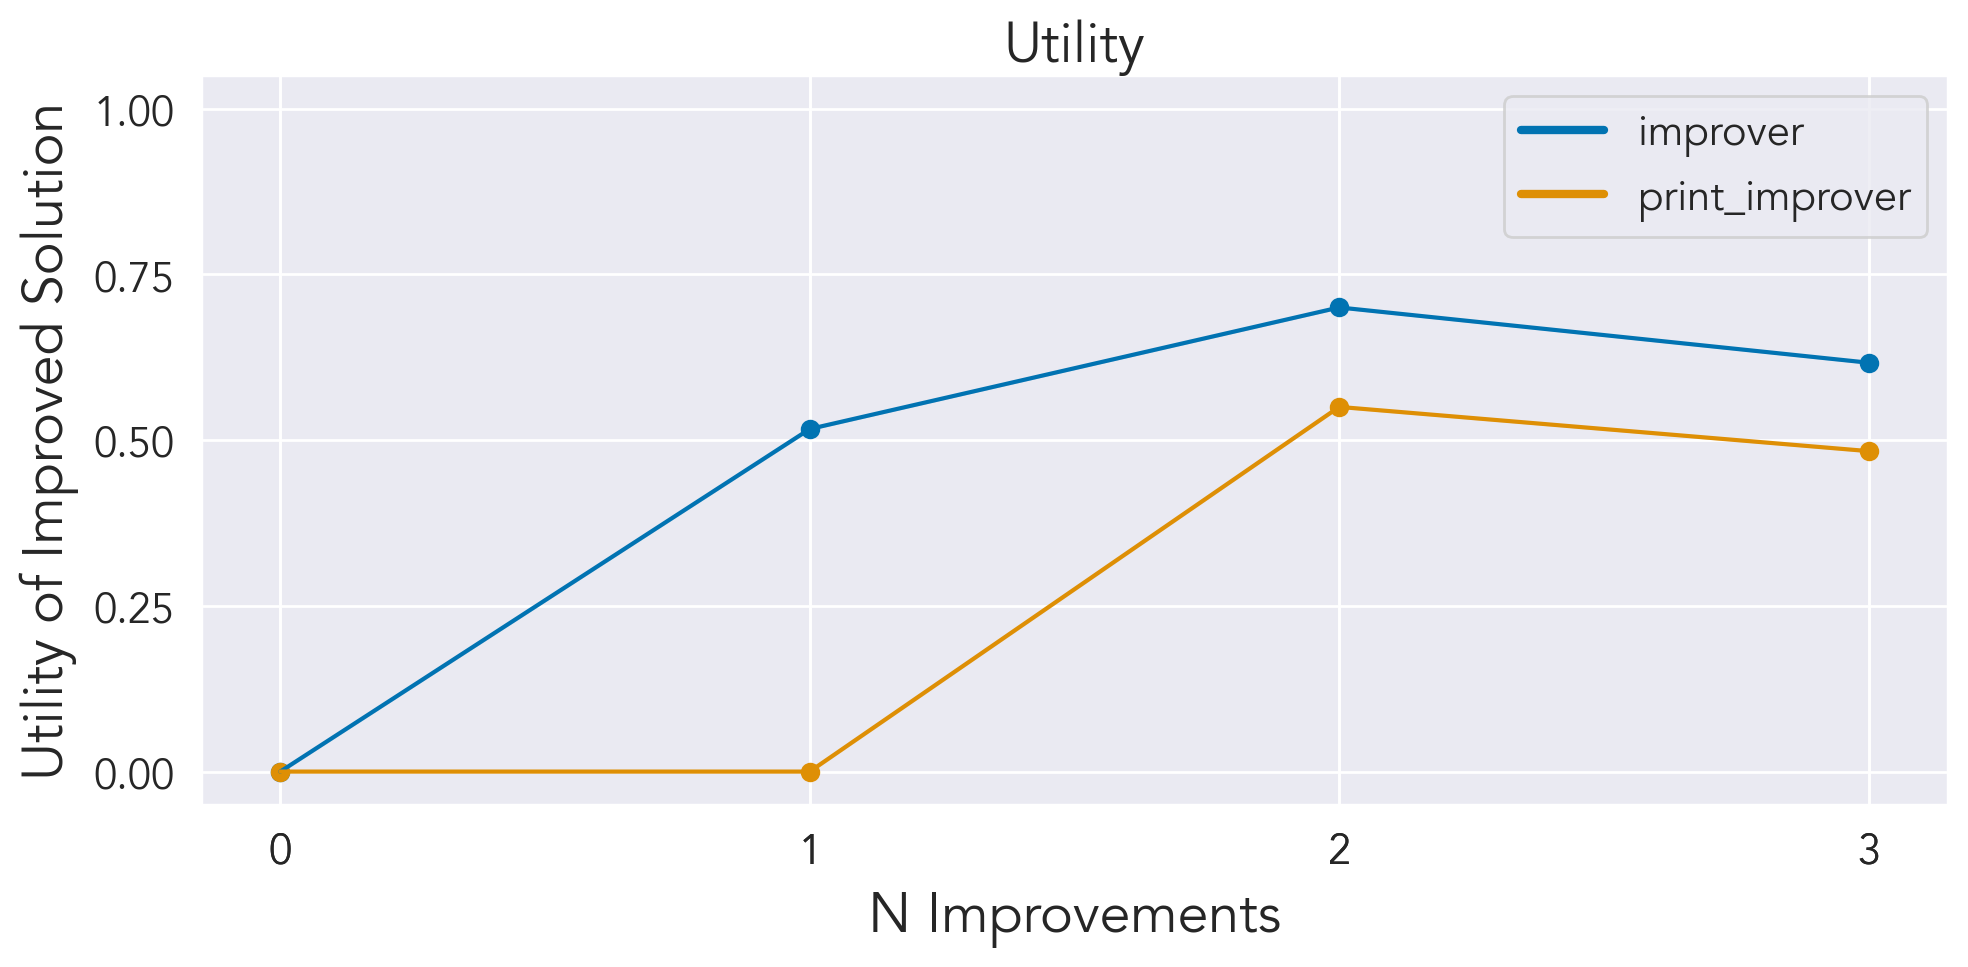 Utility
Utility of Improved Solution
1.00
0.75
0.50
0.25
0.00
improver
print_improver
0 1 2 3
N Improvements